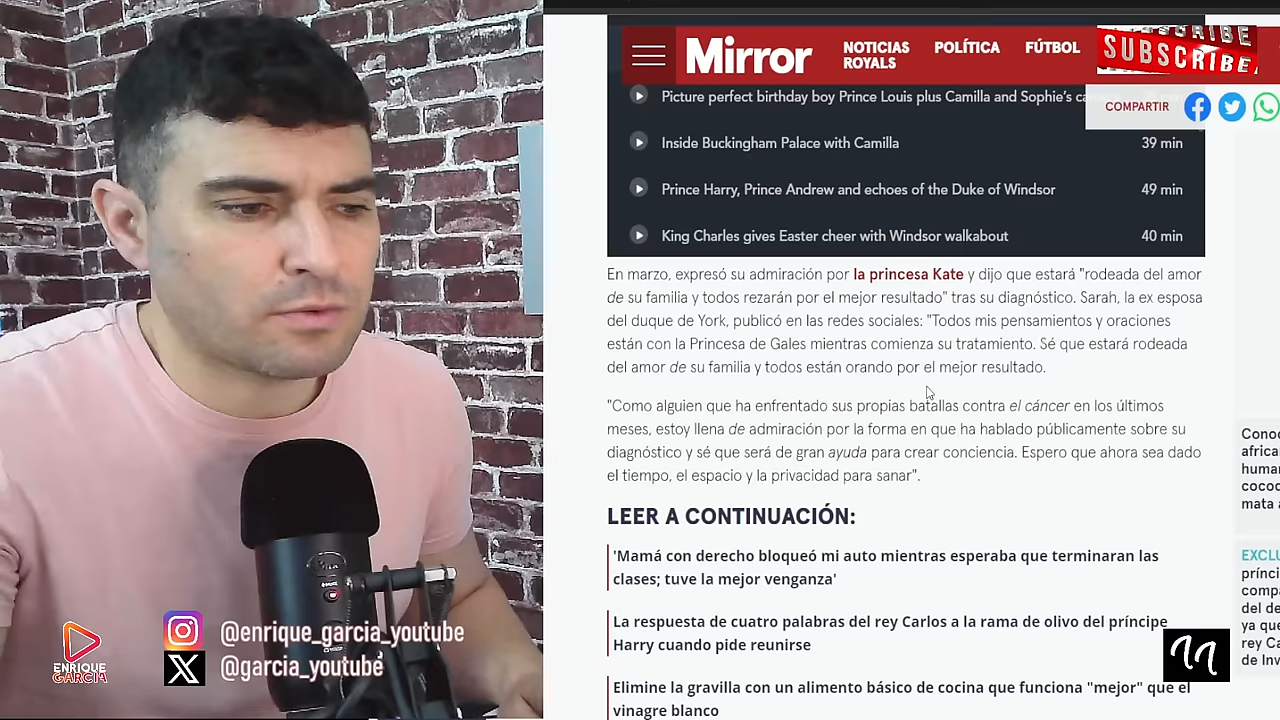 Mirror
NOTICIAS
ROYALS
POLÍTICA
FÚTBOL
SUBSCRIBE
COMPARTIR
Picture perfect birthday boy Prince Louis plus Camilla and Sophie's
Inside Buckingham Palace with Camilla 39 min
Prince Harry, Prince Andrew and echoes of the Duke of Windsor 49 min
King Charles gives Easter cheer with Windsor walkabout 40 min
En marzo, expresó su admiración por la princesa Kate y dijo que estará "rodeada del amor
de su familia y todos rezarán por el mejor resultado" tras su diagnóstico. Sarah, la ex esposa
del duque de York, publicó en las redes sociales: "Todos mis pensamientos y oraciones
están con la Princesa de Gales mientras comienza su tratamiento. Sé que estará rodeada
del amor de su familia y todos están orando por el mejor resultado.
"Como alguien que ha enfrentado sus propias batallas contra el cáncer en los últimos
meses, estoy llena de admiración por la forma en que ha hablado públicamente sobre su
diagnóstico y sé que será de gran ayuda para crear conciencia. Espero que ahora sea dado
el tiempo, el espacio y la privacidad para sanar".
LEER A CONTINUACIÓN:
'Mamá con derecho bloqueó mi auto mientras esperaba que terminaran las
clases; tuve la mejor venganza'
La respuesta de cuatro palabras del rey Carlos a la rama de olivo del príncipe
Harry cuando pide reunirse
Elimine la gravilla con un alimento básico de cocina que funciona "mejor" que el
vinagre blanco
mata a
ya que
del de
rey Ca
de Inv
ENRIQUE
GARCIA
@enrique_garcia_youtube
@garcia_youtube